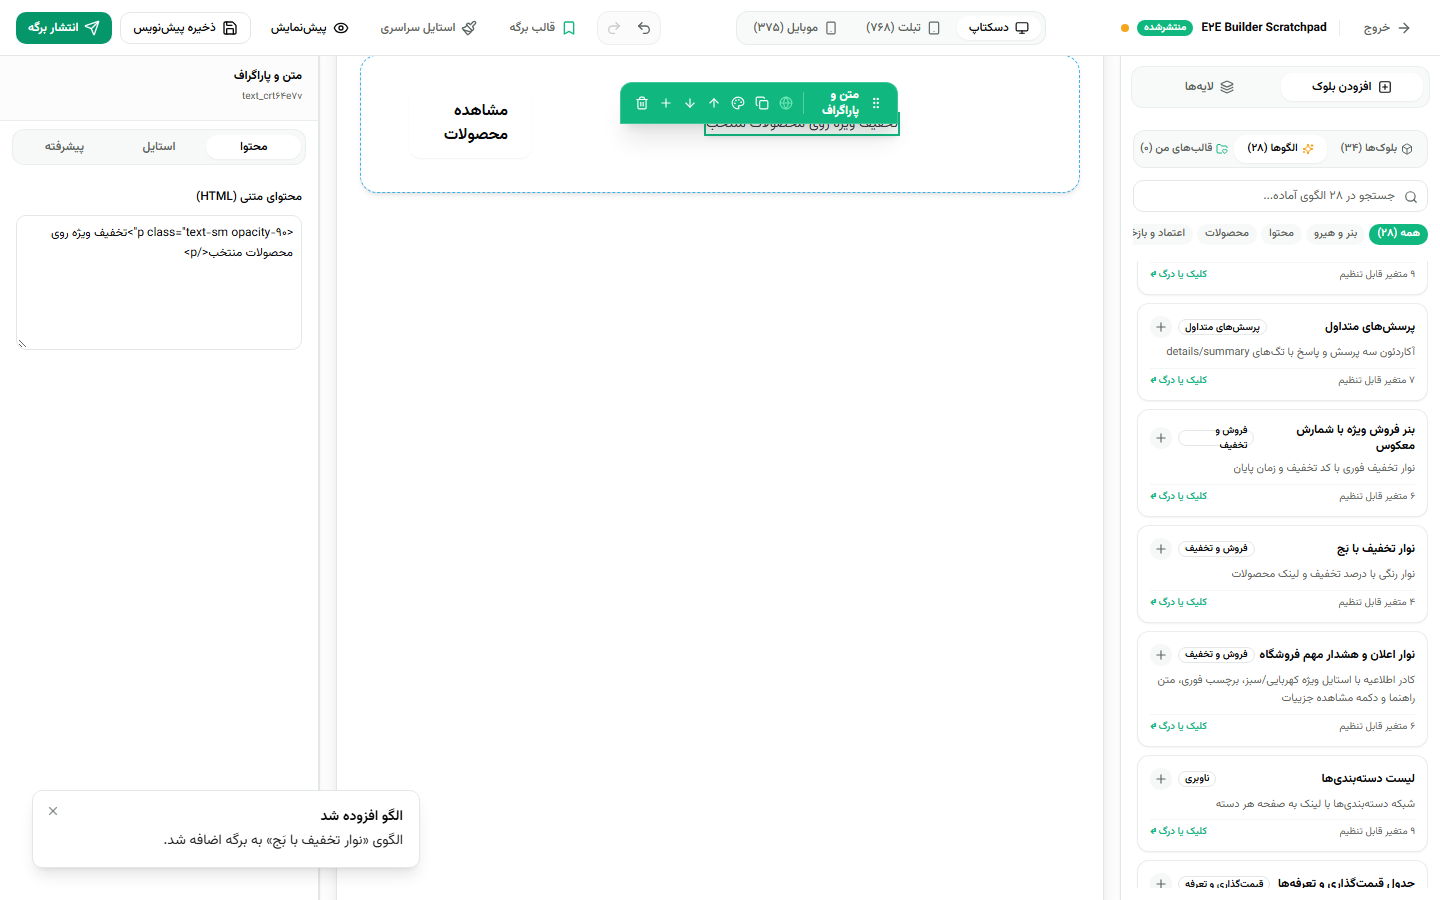 خروج
E۲E Builder Scratchpad
منتشرشده
دسکتاپ
تبلت (۷۶۸)
موبایل (۳۷۵)
قالب برگه
استایل سراسری
پیش‌نمایش
ذخیره پیش‌نویس
انتشار برگه
افزودن بلوک
لایه‌ها
بلوک‌ها (۳۴)
الگوها (۲۸)
قالب‌های من (۰)
جستجو در ۲۸ الگوی آماده...
همه (۲۸)
بنر و هیرو
محتوا
محصولات
اعتماد و بازخ
۹ متغیر قابل تنظیم
کلیک یا درگ
پرسش‌های متداول
پرسش‌های متداول
آکاردئون سه پرسش و پاسخ با تگ‌های details/summary
۷ متغیر قابل تنظیم
کلیک یا درگ
بنر فروش ویژه با شمارش
معکوس
فروش و
تخفیف
نوار تخفیف فوری با کد تخفیف و زمان پایان
۶ متغیر قابل تنظیم
کلیک یا درگ
نوار تخفیف با بَج
فروش و تخفیف
نوار رنگی با درصد تخفیف و لینک محصولات
۴ متغیر قابل تنظیم
کلیک یا درگ
نوار اعلان و هشدار مهم فروشگاه
فروش و تخفیف
کادر اطلاعیه با استایل ویژه کهربایی/سبز، برچسب فوری، متن
راهنما و دکمه مشاهده جزییات
۶ متغیر قابل تنظیم
کلیک یا درگ
لیست دسته‌بندی‌ها
ناوبری
شبکه دسته‌بندی‌ها با لینک به صفحه هر دسته
۹ متغیر قابل تنظیم
کلیک یا درگ
جدول قیمت‌گذاری و تعرفه‌ها
قیمت‌گذاری و تعرفه
متن و
پاراگراف
تخفیف ویژه روی محصولات منتخب
مشاهده
محصولات
متن و پاراگراف
text_crt۶۴e۷v
محتوا
استایل
پیشرفته
محتوای متنی (HTML)
<p class="text-sm opacity-۹۰">تخفیف ویژه روی
محصولات منتخب</p>
الگو افزوده شد
الگوی «نوار تخفیف با بَج» به برگه اضافه شد.